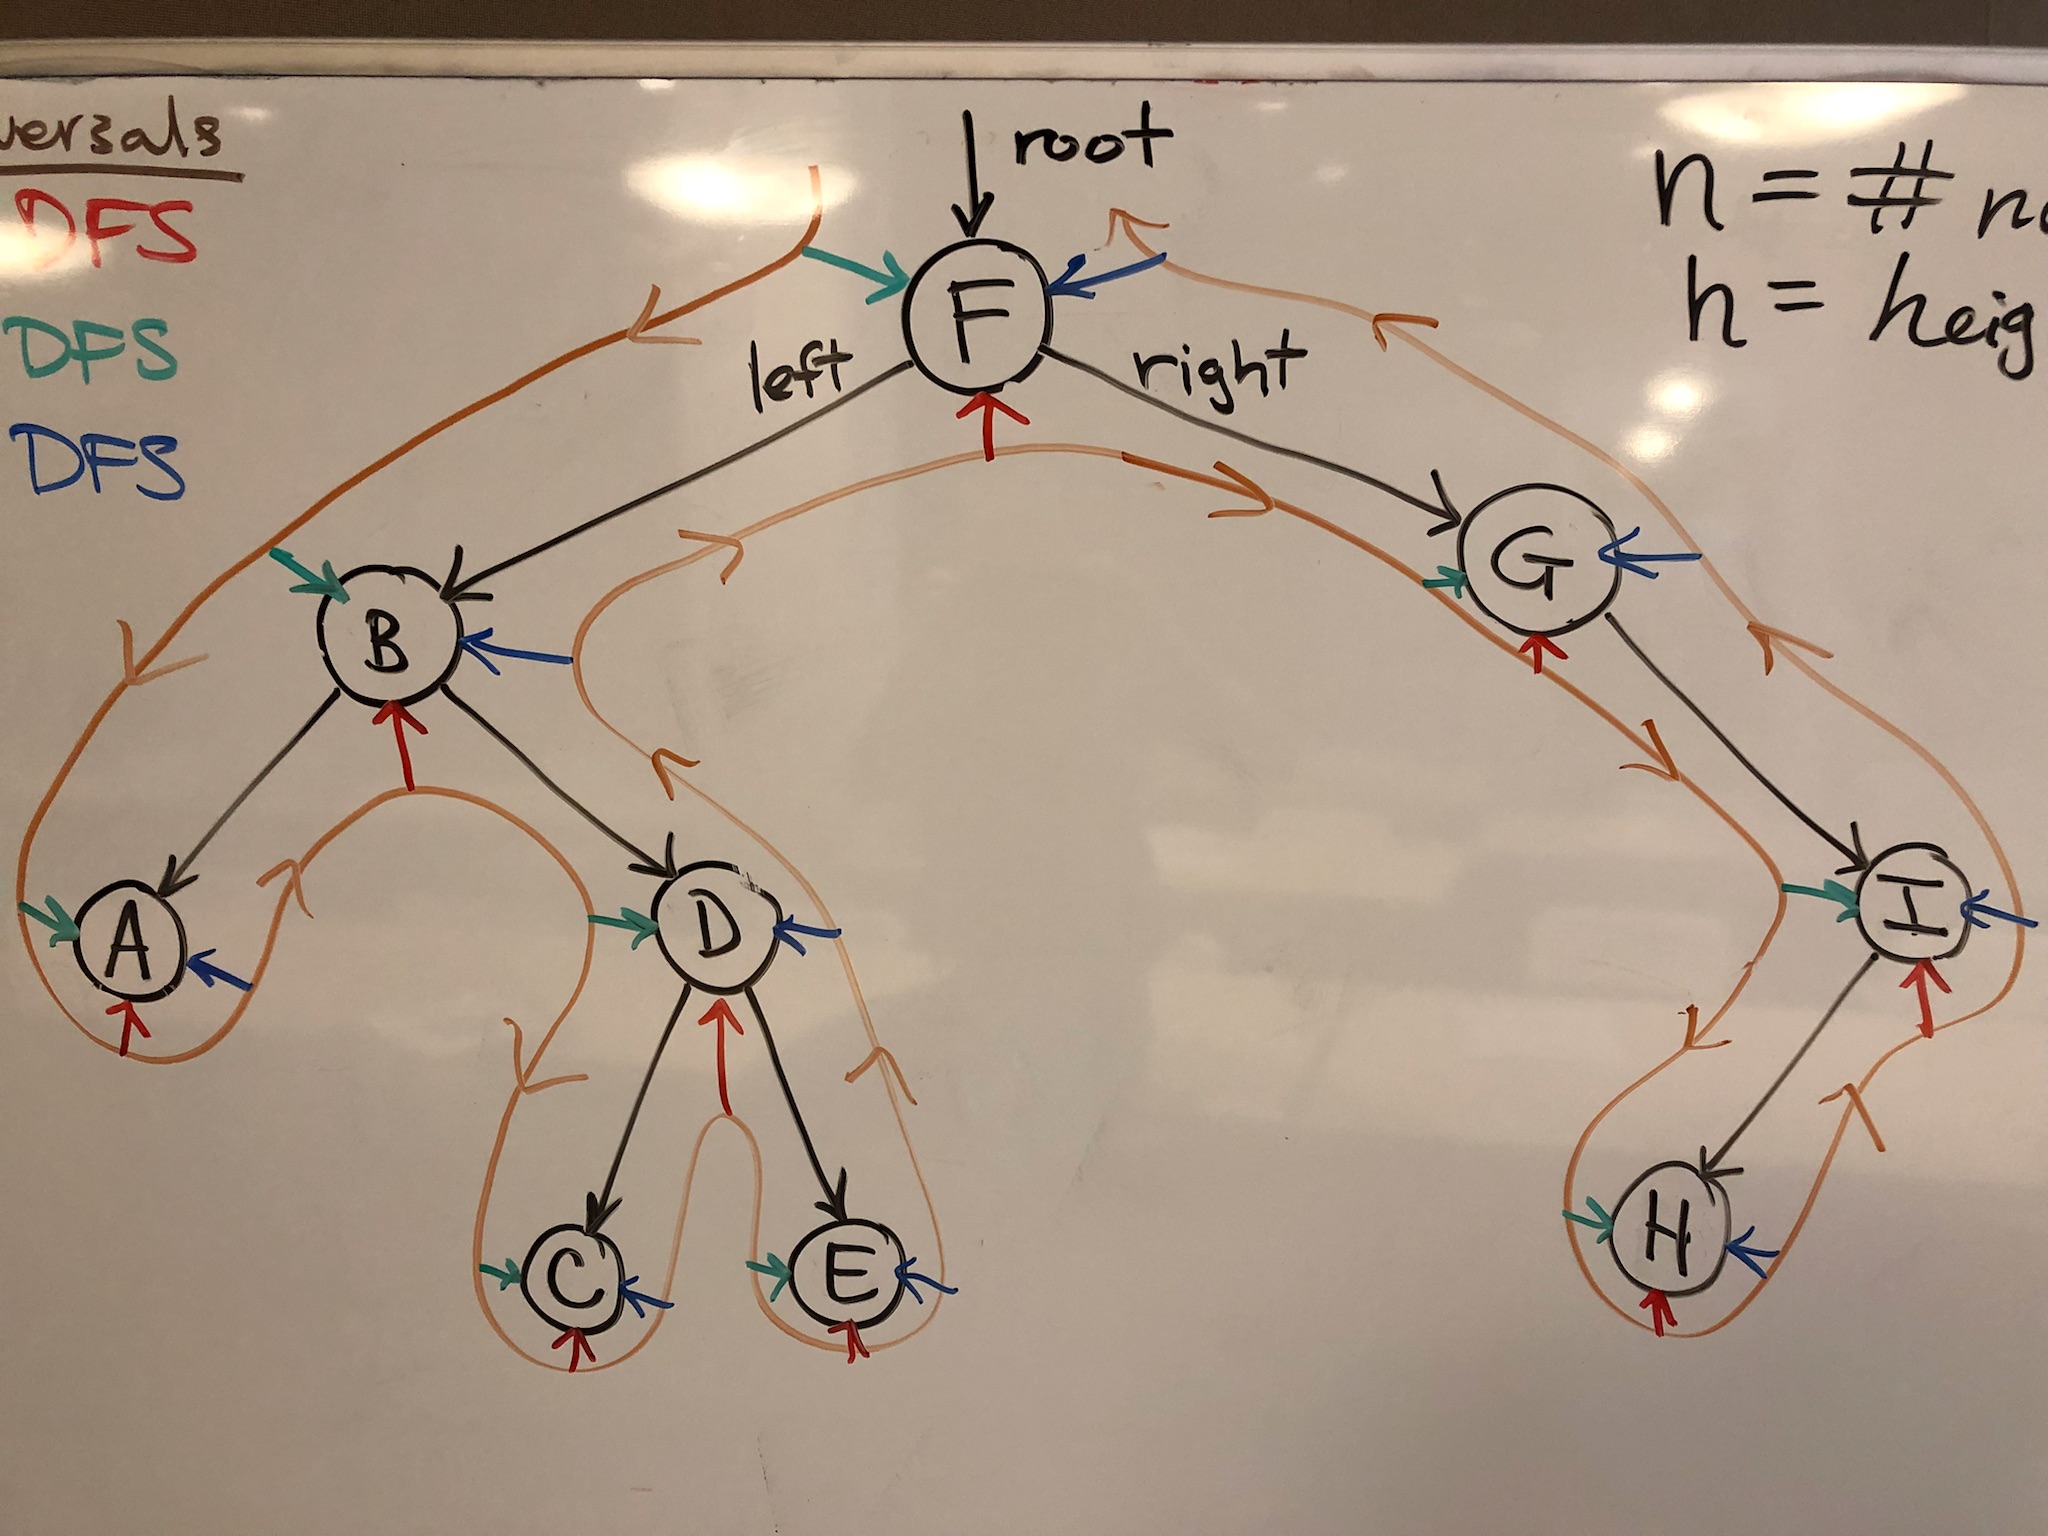 versals
DFS
DFS
DFS
root
left
right
F
B
G
A
D
I
C
E
H
n = #
h = heig